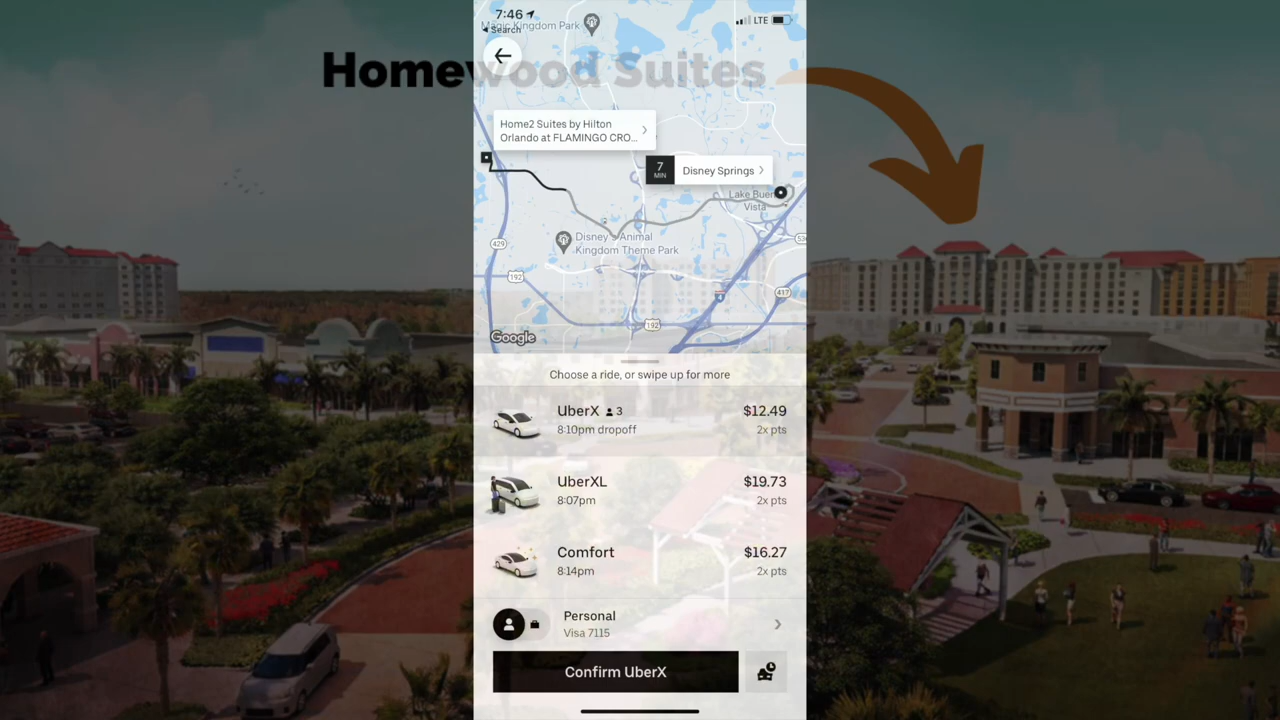 7:46
LTE
Magic Kingdom Park
Search
Homewood Suites
Home2 Suites by Hilton
Orlando at FLAMINGO CRO...
7
MIN
Disney Springs
Lake Buen
Vista
Disney's Animal
Kingdom Theme Park
429
192
4
417
192
Google
Choose a ride, or swipe up for more
UberX 3
$12.49
8:10pm dropoff
2x pts
UberXL
$19.73
8:07pm
2x pts
Comfort
$16.27
8:14pm
2x pts
Personal
Visa 7115
Confirm UberX